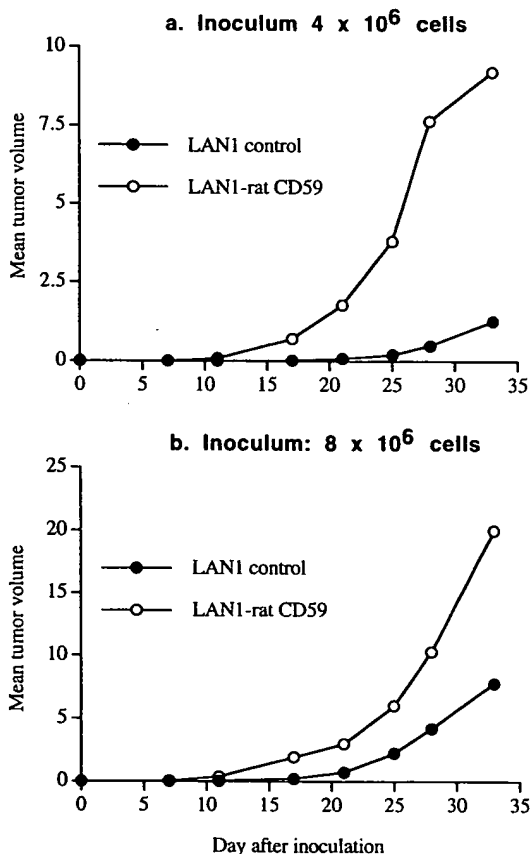 a. Inoculum 4 x 10⁶ cells
10
7.5
5
2.5
0
Mean tumor volume
LAN1 control
LAN1-rat CD59
0 5 10 15 20 25 30 35
b. Inoculum: 8 x 10⁶ cells
25
20
15
10
5
0
Mean tumor volume
LAN1 control
LAN1-rat CD59
0 5 10 15 20 25 30 35
Day after inoculation